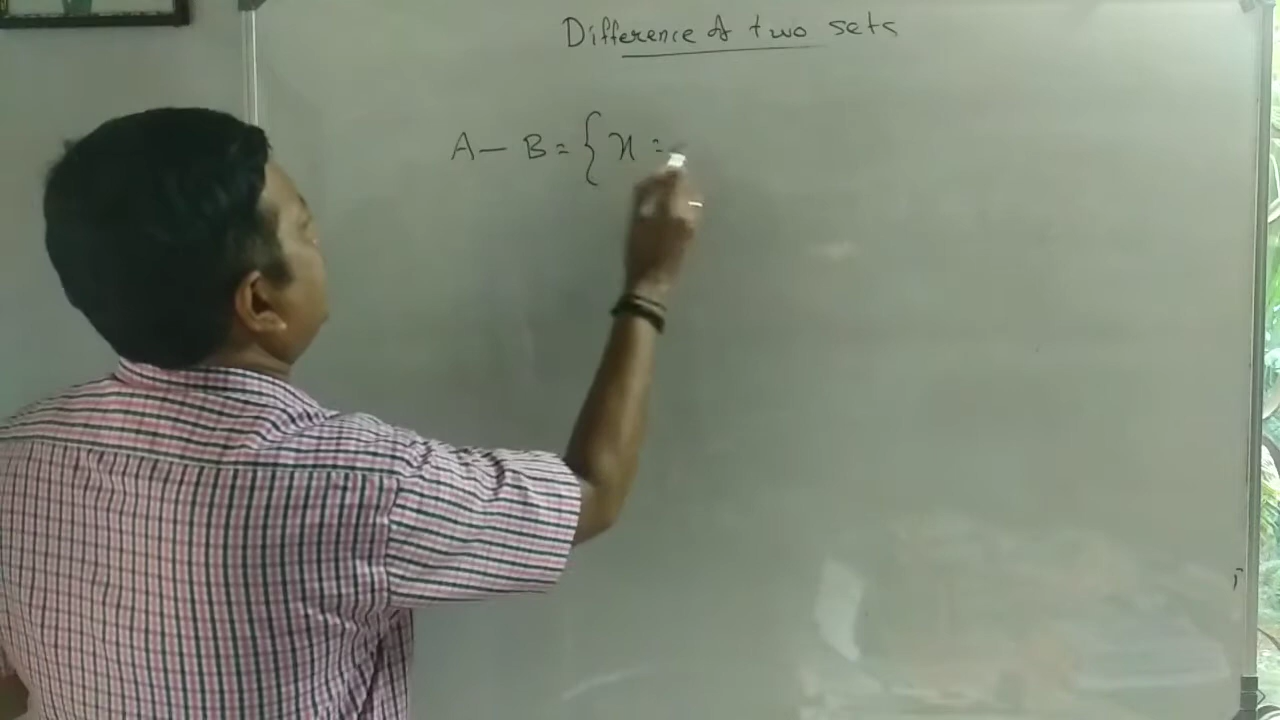 Difference of two sets
A - B = { x :